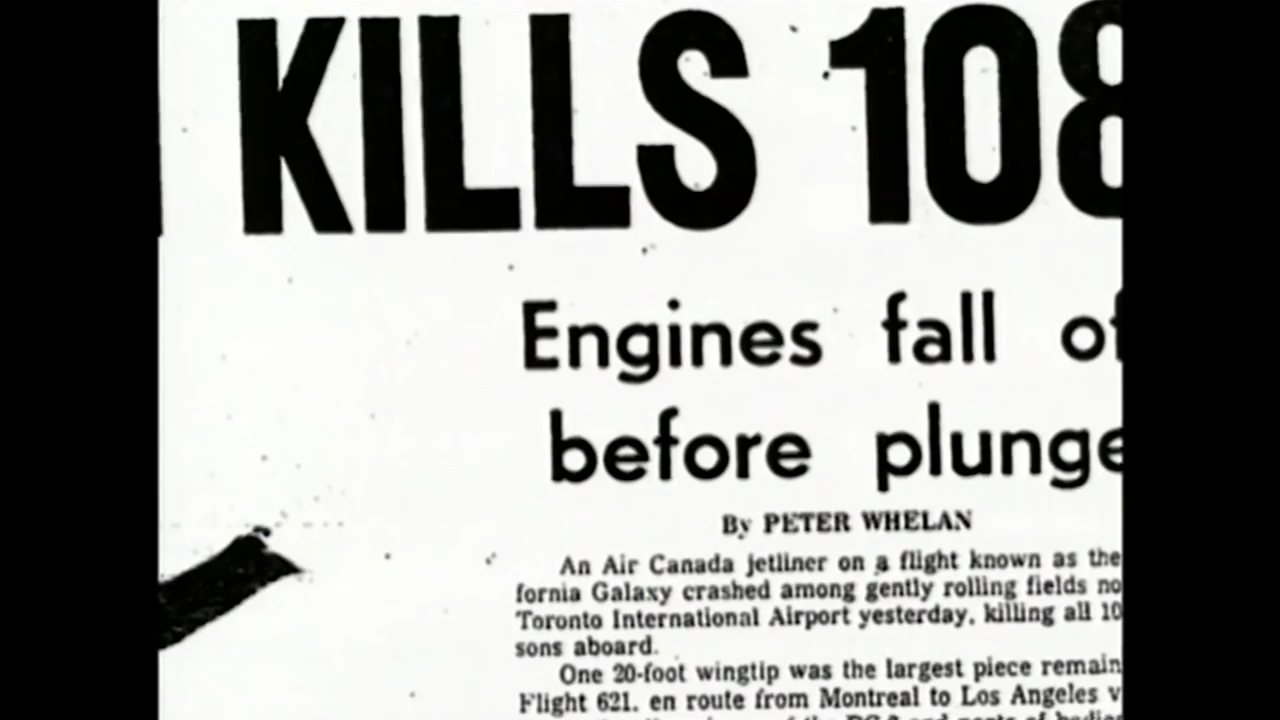 KILLS 108
Engines fall of
before plunge
By PETER WHELAN
An Air Canada jetliner on a flight known as the
fornia Galaxy crashed among gently rolling fields no
Toronto International Airport yesterday, killing all 10
sons aboard.
One 20-foot wingtip was the largest piece remain
Flight 621, en route from Montreal to Los Angeles v